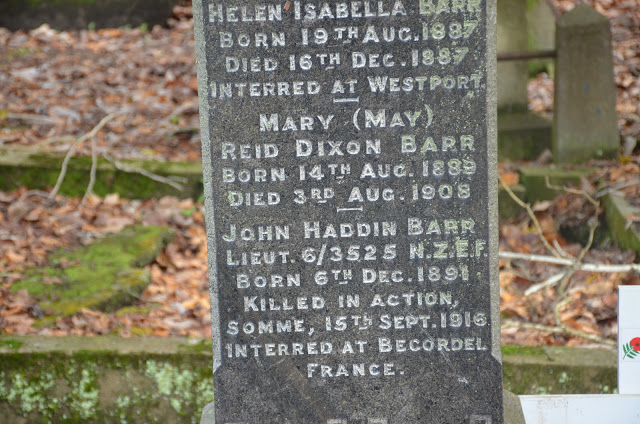 HELEN ISABELLA BARR
BORN 19TH AUG. 1887
DIED 16TH DEC. 1887
INTERRED AT WESTPORT.
MARY (MAY)
REID DIXON BARR
BORN 14TH AUG. 1889
DIED 3RD AUG. 1908
JOHN HADDIN BARR
LIEUT. 6/3525 N.Z.E.F.
BORN 6TH DEC. 1891
KILLED IN ACTION,
SOMME, 15TH SEPT. 1916
INTERRED AT BECORDEL
FRANCE.